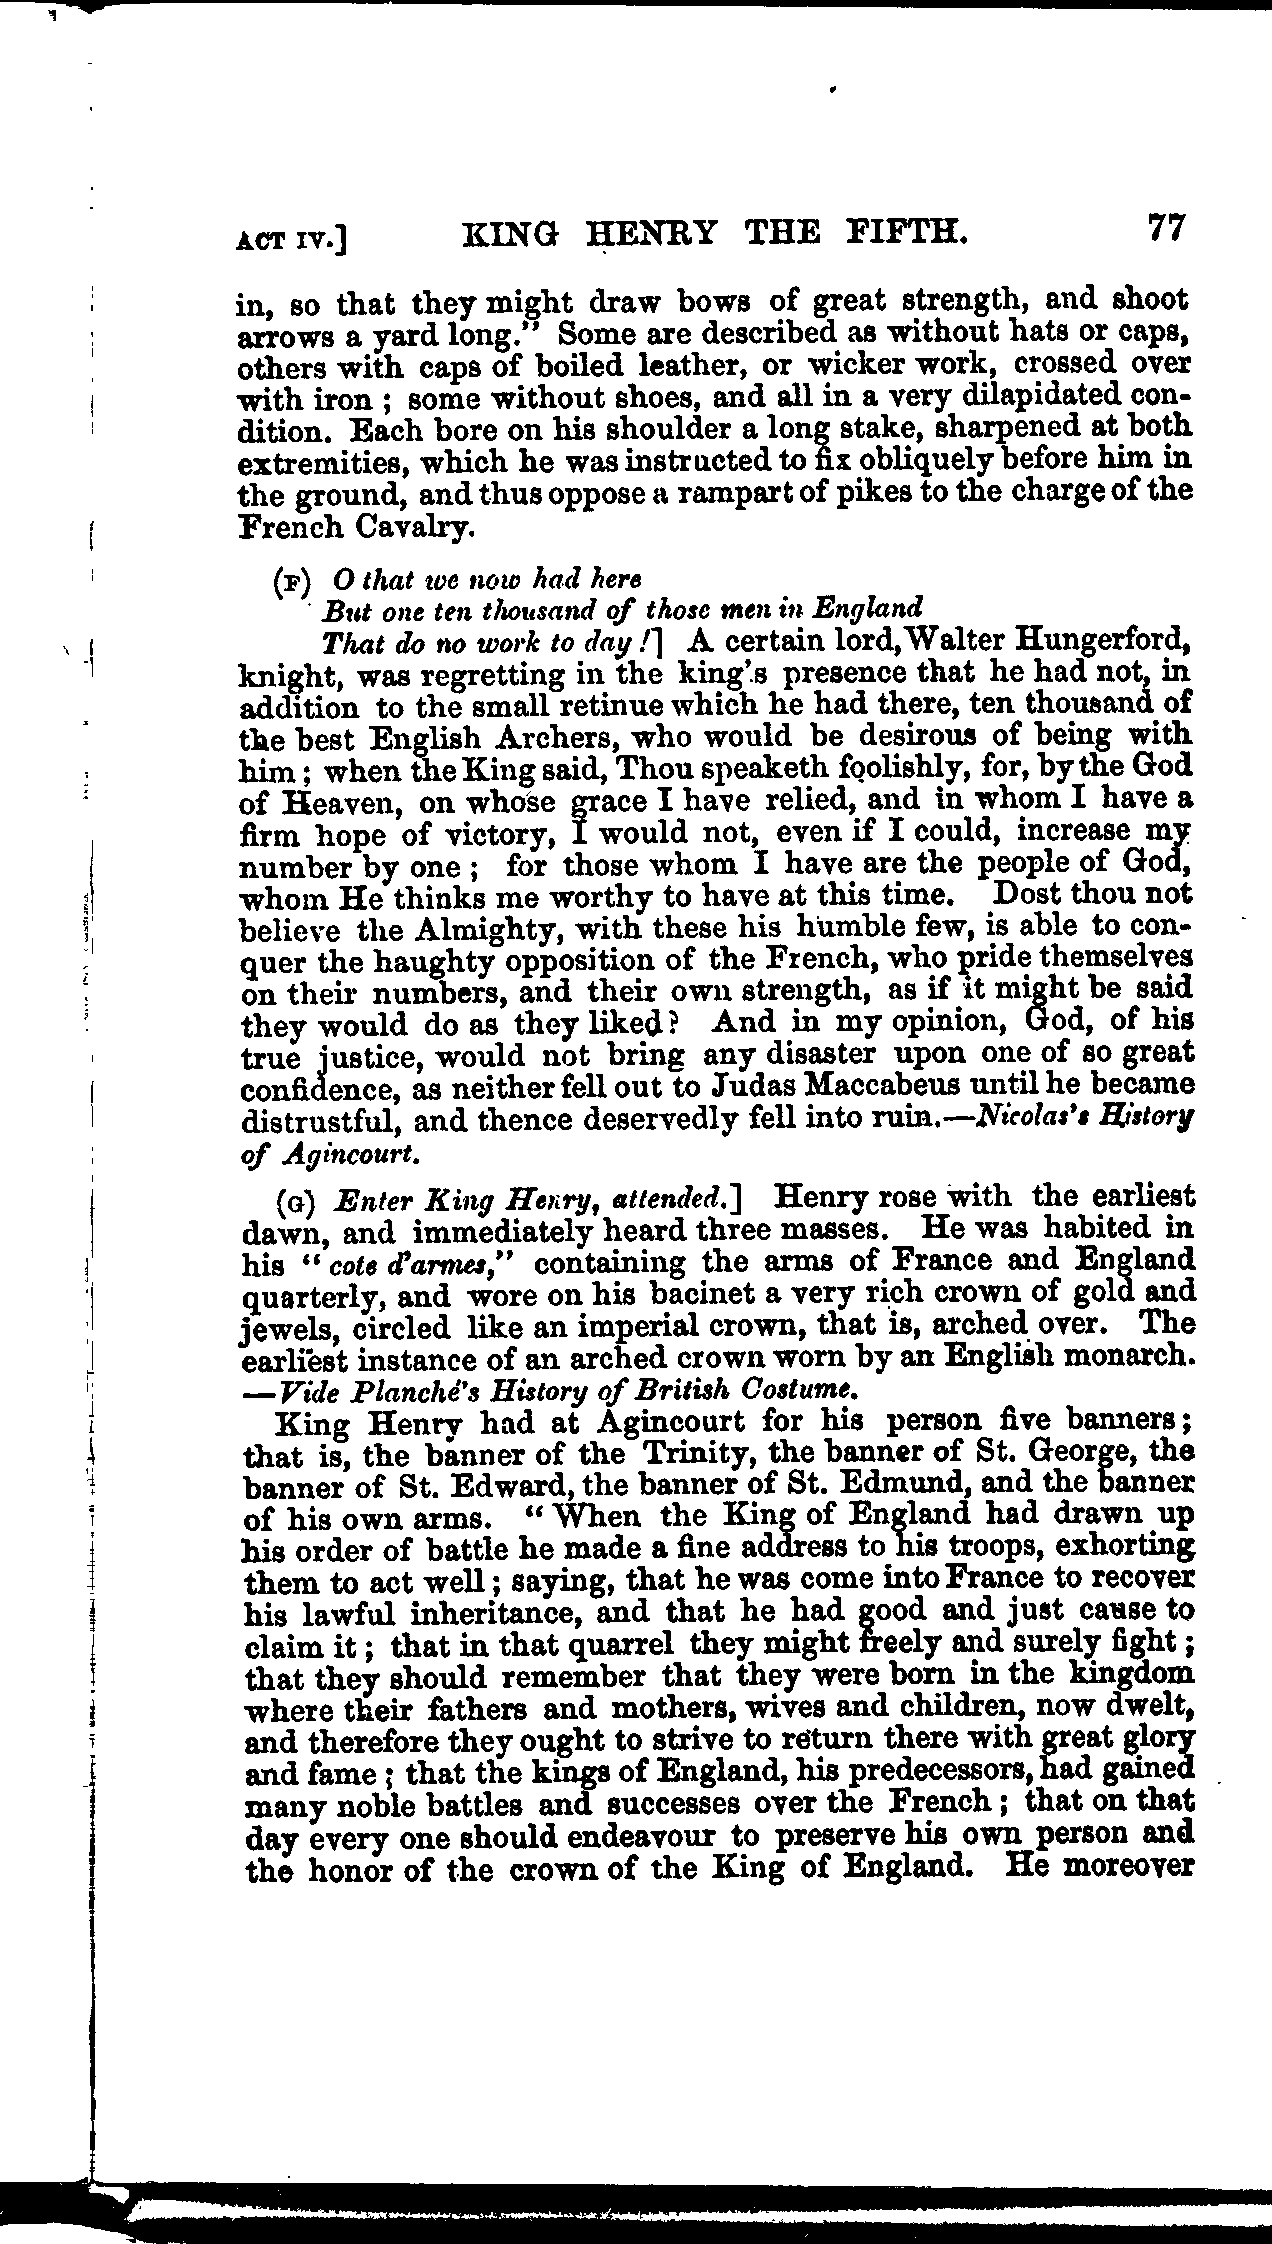 ACT IV.] KING HENRY THE FIFTH. 77
in, so that they might draw bows of great strength, and shoot
arrows a yard long." Some are described as without hats or caps,
others with caps of boiled leather, or wicker work, crossed over
with iron ; some without shoes, and all in a very dilapidated con-
dition. Each bore on his shoulder a long stake, sharpened at both
extremities, which he was instructed to fix obliquely before him in
the ground, and thus oppose a rampart of pikes to the charge of the
French Cavalry.
(F) O that we now had here
But one ten thousand of those men in England
That do no work to day !] A certain lord, Walter Hungerford,
knight, was regretting in the king's presence that he had not, in
addition to the small retinue which he had there, ten thousand of
the best English Archers, who would be desirous of being with
him ; when the King said, Thou speaketh foolishly, for, by the God
of Heaven, on whose grace I have relied, and in whom I have a
firm hope of victory, I would not, even if I could, increase my
number by one ; for those whom I have are the people of God,
whom He thinks me worthy to have at this time. Dost thou not
believe the Almighty, with these his humble few, is able to con-
quer the haughty opposition of the French, who pride themselves
on their numbers, and their own strength, as if it might be said
they would do as they liked? And in my opinion, God, of his
true justice, would not bring any disaster upon one of so great
confidence, as neither fell out to Judas Maccabeus until he became
distrustful, and thence deservedly fell into ruin.—Nicolas's History
of Agincourt.
(G) Enter King Henry, attended.] Henry rose with the earliest
dawn, and immediately heard three masses. He was habited in
his "cote d'armes," containing the arms of France and England
quarterly, and wore on his bacinet a very rich crown of gold and
jewels, circled like an imperial crown, that is, arched over. The
earliest instance of an arched crown worn by an English monarch.
—Vide Planché's History of British Costume.
King Henry had at Agincourt for his person five banners ;
that is, the banner of the Trinity, the banner of St. George, the
banner of St. Edward, the banner of St. Edmund, and the banner
of his own arms. "When the King of England had drawn up
his order of battle he made a fine address to his troops, exhorting
them to act well ; saying, that he was come into France to recover
his lawful inheritance, and that he had good and just cause to
claim it ; that in that quarrel they might freely and surely fight ;
that they should remember that they were born in the kingdom
where their fathers and mothers, wives and children, now dwelt,
and therefore they ought to strive to return there with great glory
and fame ; that the kings of England, his predecessors, had gained
many noble battles and successes over the French ; that on that
day every one should endeavour to preserve his own person and
the honor of the crown of the King of England. He moreover